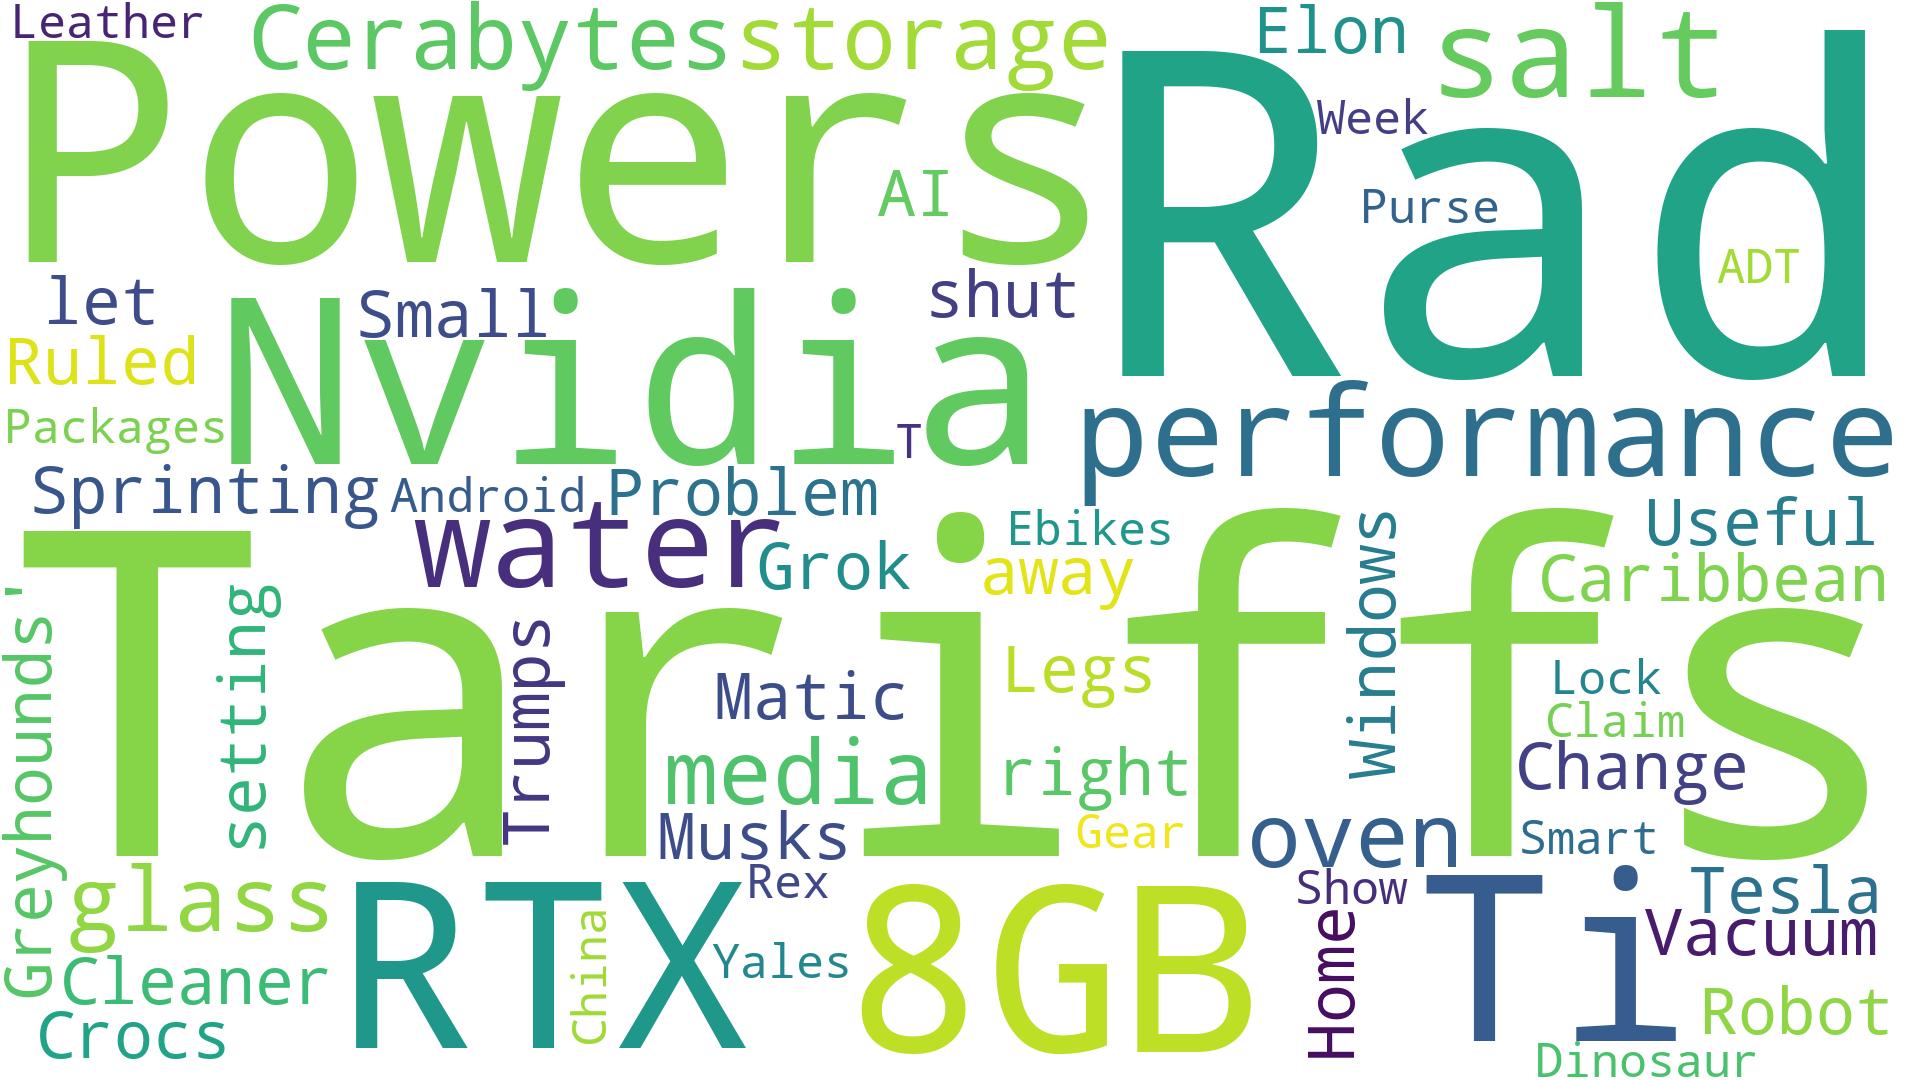 Leather
Cerabytes
storage
Elon
salt
Powers
Rad
Week
AI
Purse
ADT
let
Small
shut
Ruled
Nvidia
Packages
T
performance
Sprinting
Android
Problem
water
Grok
Ebikes
away
Windows
Useful
Caribbean
Tariffs
Greyhounds'
setting
Trumps
Matic
Legs
Lock
Claim
media
right
Change
Musks
Gear
oven
Smart
glass
RTX
Rex
8GB
Show
Ti
Tesla
Vacuum
Cleaner
China
Yales
Home
Robot
Crocs
Dinosaur